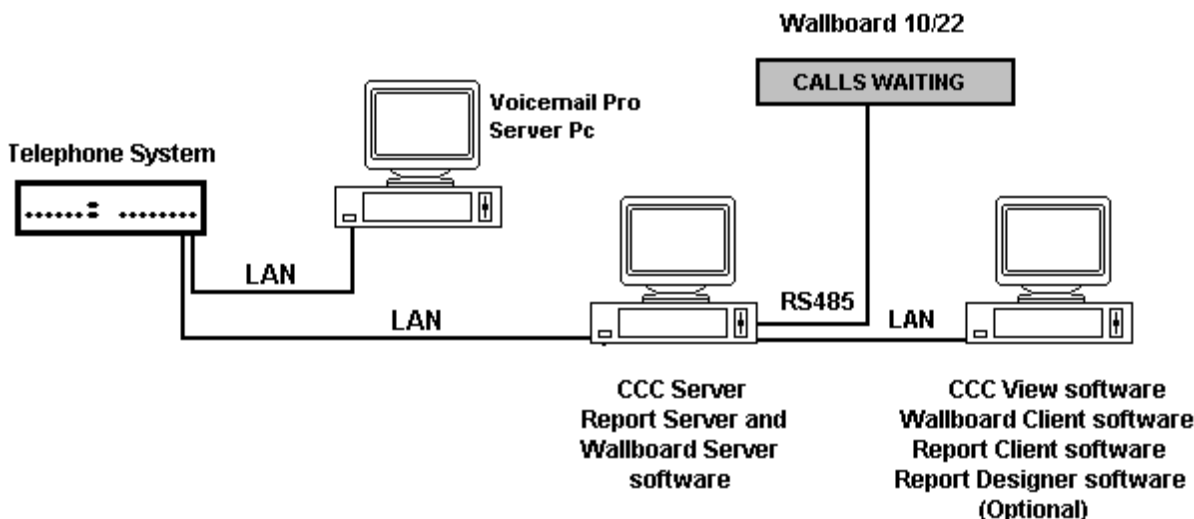 Wallboard 10/22
CALLS WAITING
Voicemail Pro
Server Pc
Telephone System
LAN
LAN
RS485
LAN
CCC Server
Report Server and
Wallboard Server
software
CCC View software
Wallboard Client software
Report Client software
Report Designer software
(Optional)